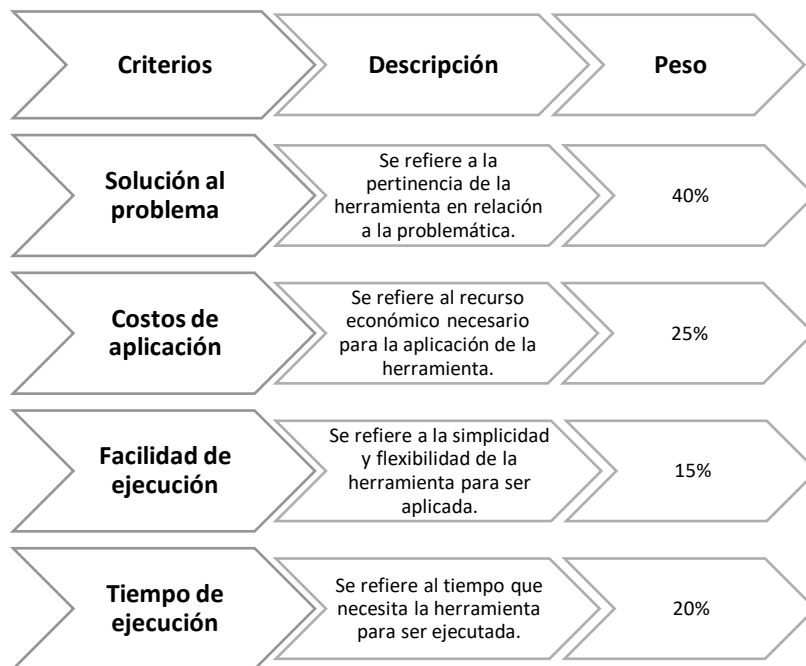 Criterios
Descripción
Peso
Solución al
problema
Se refiere a la
pertinencia de la
herramienta en relación
a la problemática.
40%
Costos de
aplicación
Se refiere al recurso
económico necesario
para la aplicación de la
herramienta.
25%
Facilidad de
ejecución
Se refiere a la simplicidad
y flexibilidad de la
herramienta para ser
aplicada.
15%
Tiempo de
ejecución
Se refiere al tiempo que
necesita la herramienta
para ser ejecutada.
20%